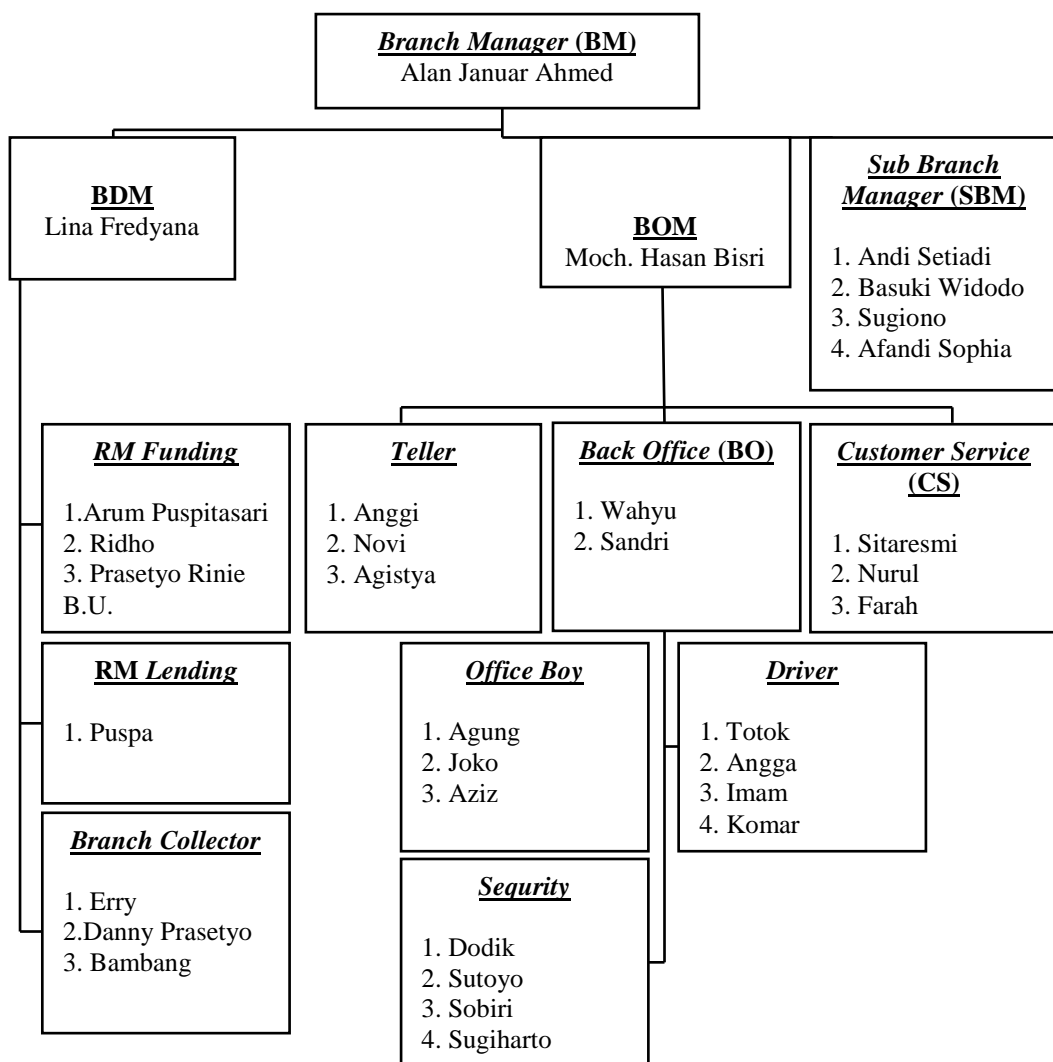 Branch Manager (BM)
Alan Januar Ahmed
BDM
Lina Fredyana
BOM
Moch. Hasan Bisri
Sub Branch
Manager (SBM)
1. Andi Setiadi
2. Basuki Widodo
3. Sugiono
4. Afandi Sophia
RM Funding
1.Arum Puspitasari
2. Ridho
3. Prasetyo Rinie
B.U.
Teller
1. Anggi
2. Novi
3. Agistya
Back Office (BO)
1. Wahyu
2. Sandri
Customer Service
(CS)
1. Sitaresmi
2. Nurul
3. Farah
RM Lending
1. Puspa
Office Boy
1. Agung
2. Joko
3. Aziz
Driver
1. Totok
2. Angga
3. Imam
4. Komar
Branch Collector
1. Erry
2.Danny Prasetyo
3. Bambang
Sequrity
1. Dodik
2. Sutoyo
3. Sobiri
4. Sugiharto